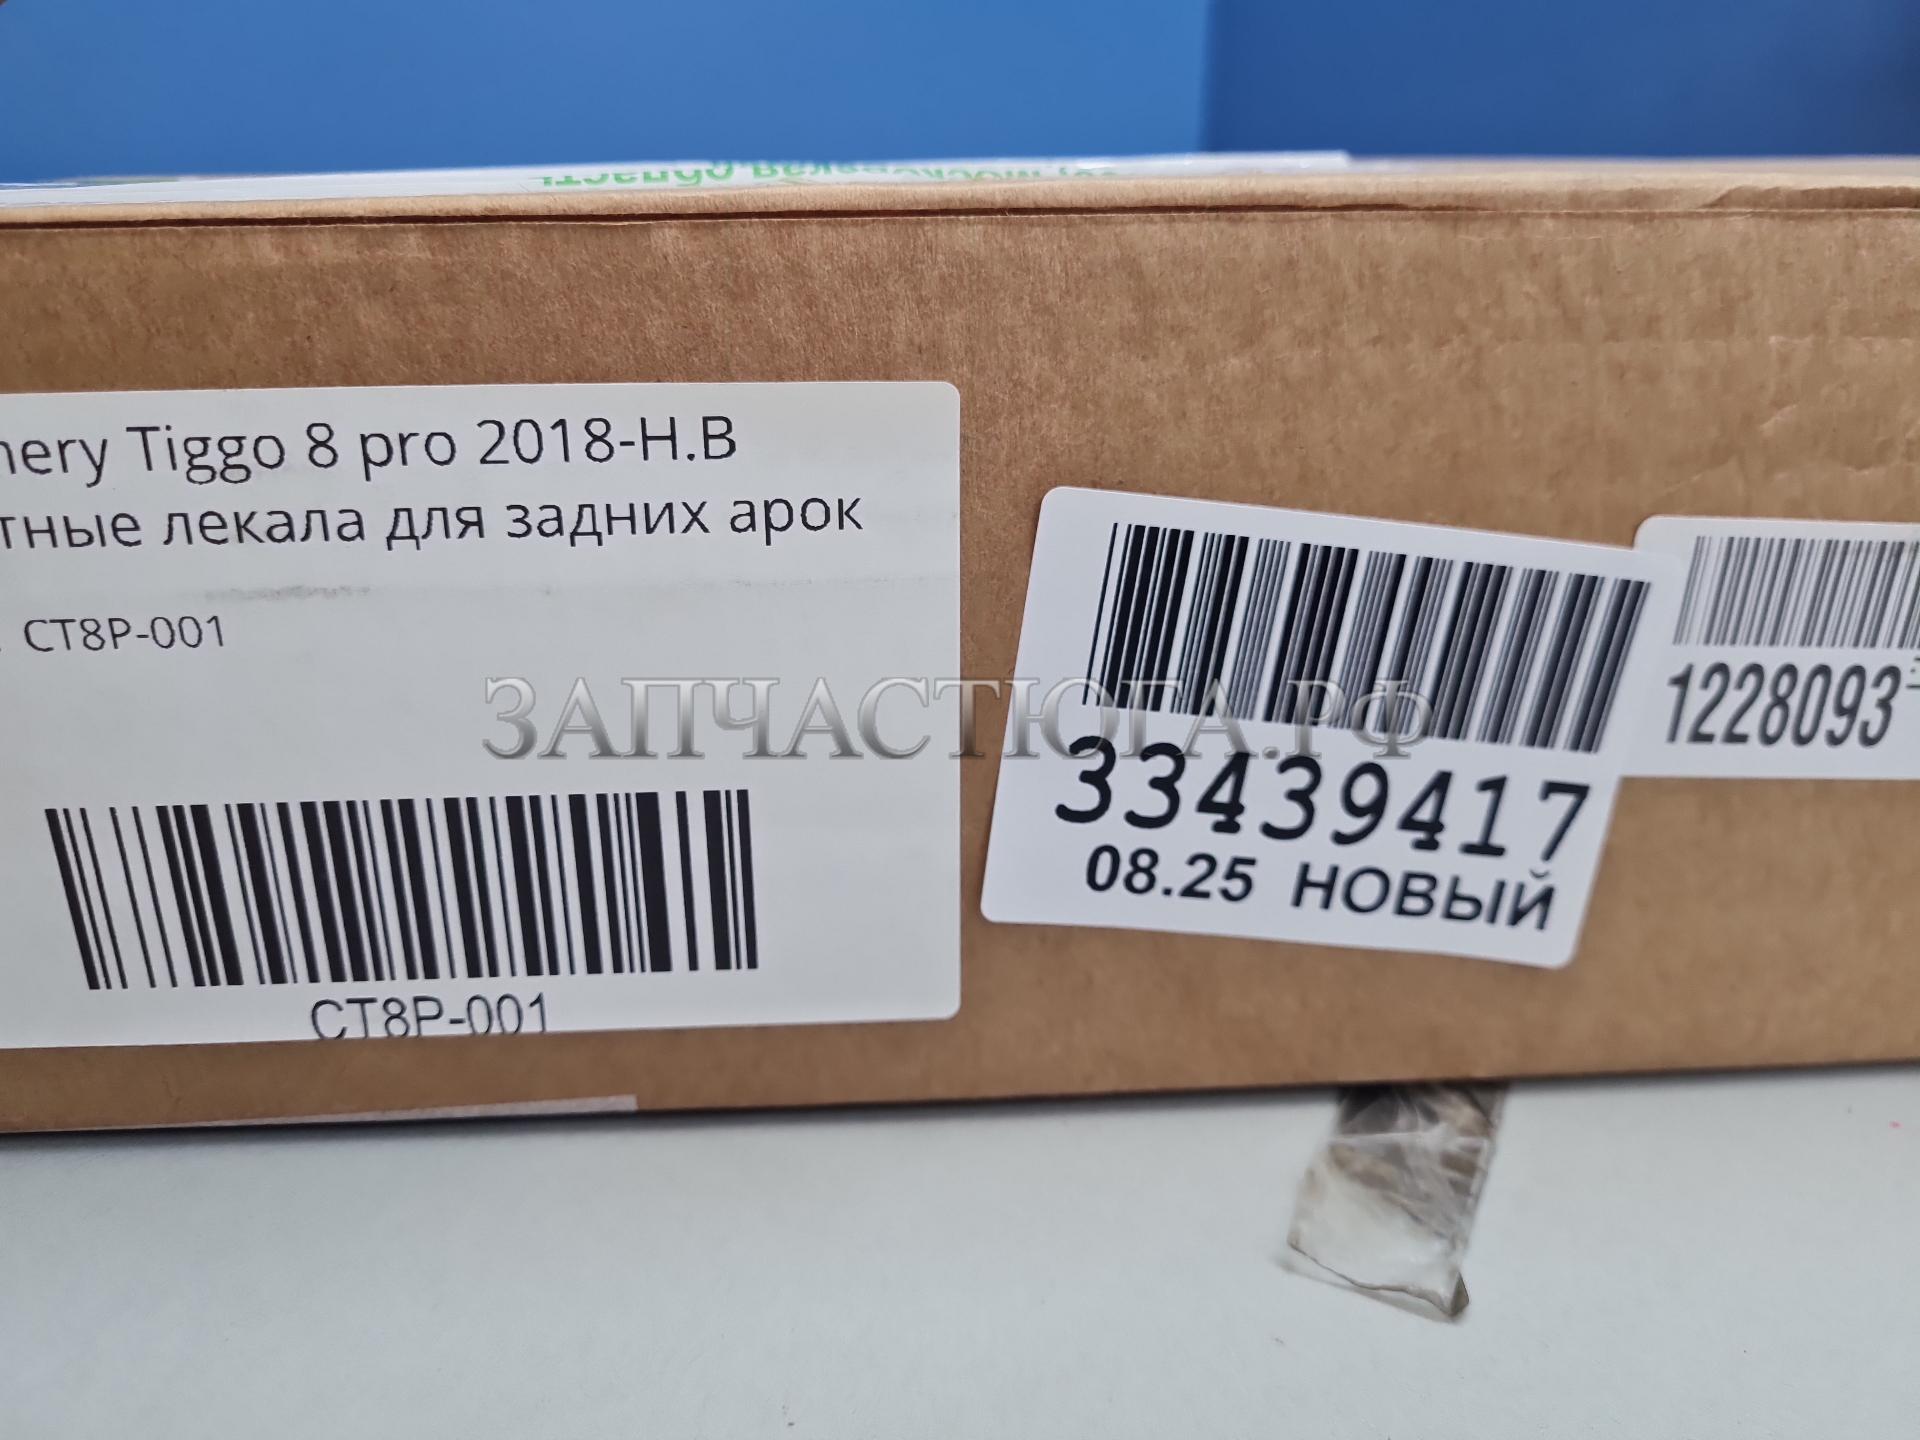 hery Tiggo 8 pro 2018-Н.В
тные лекала для задних арок
CT8P-001
CT8P-001
ЗАПЧАСТЮГА.РФ
33439417
08.25 НОВЫЙ
1228093